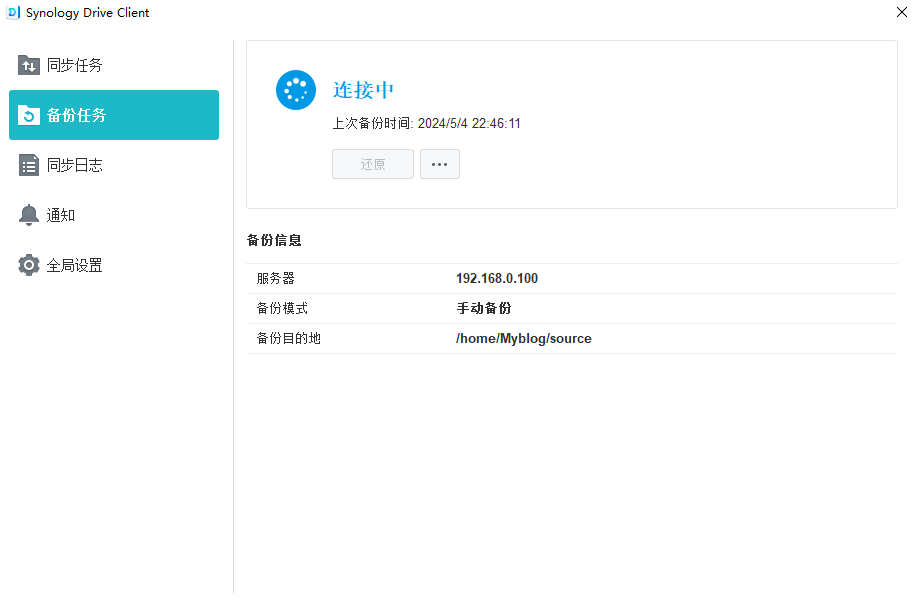 Synology Drive Client
同步任务
备份任务
同步日志
通知
全局设置
连接中
上次备份时间: 2024/5/4 22:46:11
还原
备份信息
服务器 192.168.0.100
备份模式 手动备份
备份目的地 /home/Myblog/source